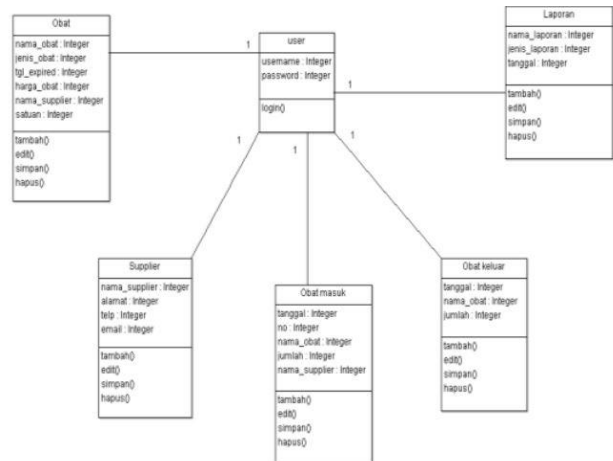 Obat
nama_obat : Integer
jenis_obat : Integer
tgl_expired : Integer
harga_obat : Integer
nama_supplier : Integer
satuan : Integer
tambah()
edit()
simpan()
hapus()
1
user
username : Integer
password : Integer
login()
1
Laporan
nama_laporan : Integer
jenis_laporan : Integer
tanggal : Integer
tambah()
edit()
simpan()
hapus()
1
1
1
Supplier
nama_supplier : Integer
alamat : Integer
telp : Integer
email : Integer
tambah()
edit()
simpan()
hapus()
Obat masuk
tanggal : Integer
no : Integer
nama_obat : Integer
jumlah : Integer
nama_supplier : Integer
tambah()
edit()
simpan()
hapus()
Obat keluar
tanggal : Integer
nama_obat : Integer
jumlah : Integer
tambah()
edit()
simpan()
hapus()